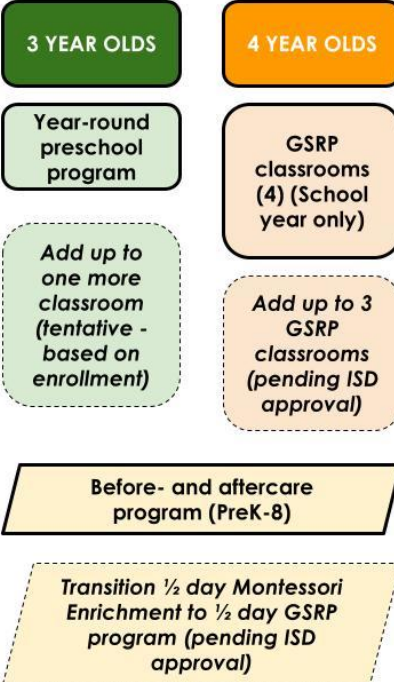 3 YEAR OLDS
4 YEAR OLDS
Year-round
preschool
program
GSRP
classrooms
(4) (School
year only)
Add up to
one more
classroom
(tentative -
based on
enrollment)
Add up to 3
GSRP
classrooms
(pending ISD
approval)
Before- and aftercare
program (PreK-8)
Transition ½ day Montessori
Enrichment to ½ day GSRP
program (pending ISD
approval)